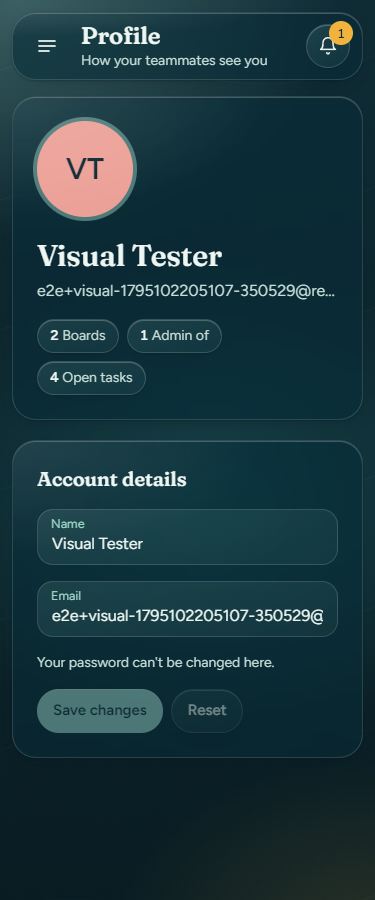 Profile
How your teammates see you
1
VT
Visual Tester
e2e+visual-1795102205107-350529@re...
2 Boards
1 Admin of
4 Open tasks
Account details
Name
Visual Tester
Email
e2e+visual-1795102205107-350529@
Your password can't be changed here.
Save changes
Reset